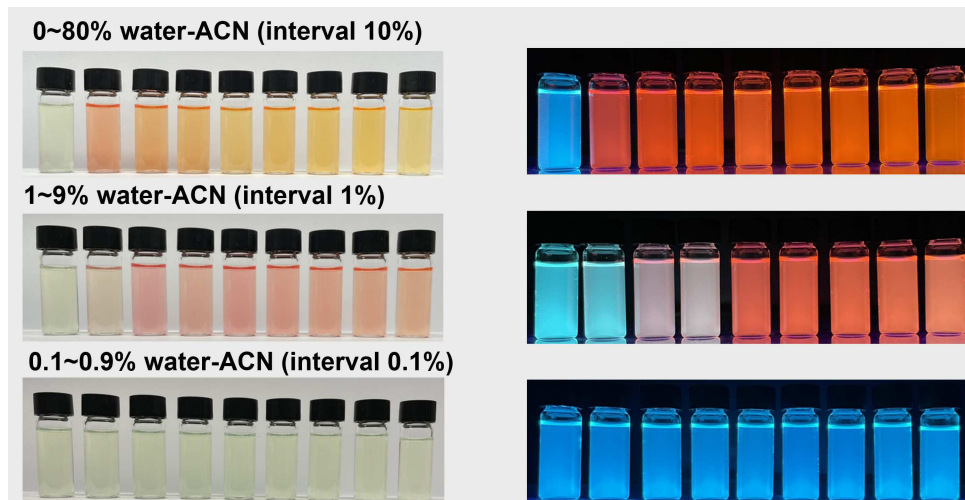 0~80% water-ACN (interval 10%)
1~9% water-ACN (interval 1%)
0.1~0.9% water-ACN (interval 0.1%)